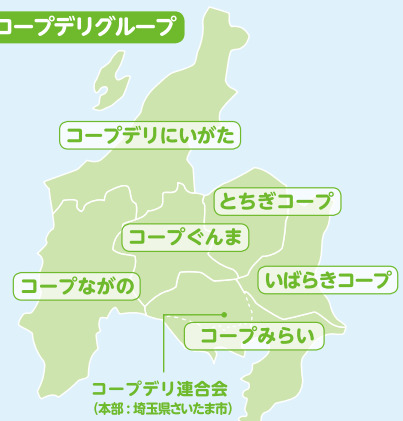 コープデリグループ
コープデリにいがた
とちぎコープ
コープぐんま
いばらきコープ
コープながの
コープみらい
コープデリ連合会
（本部：埼玉県さいたま市）